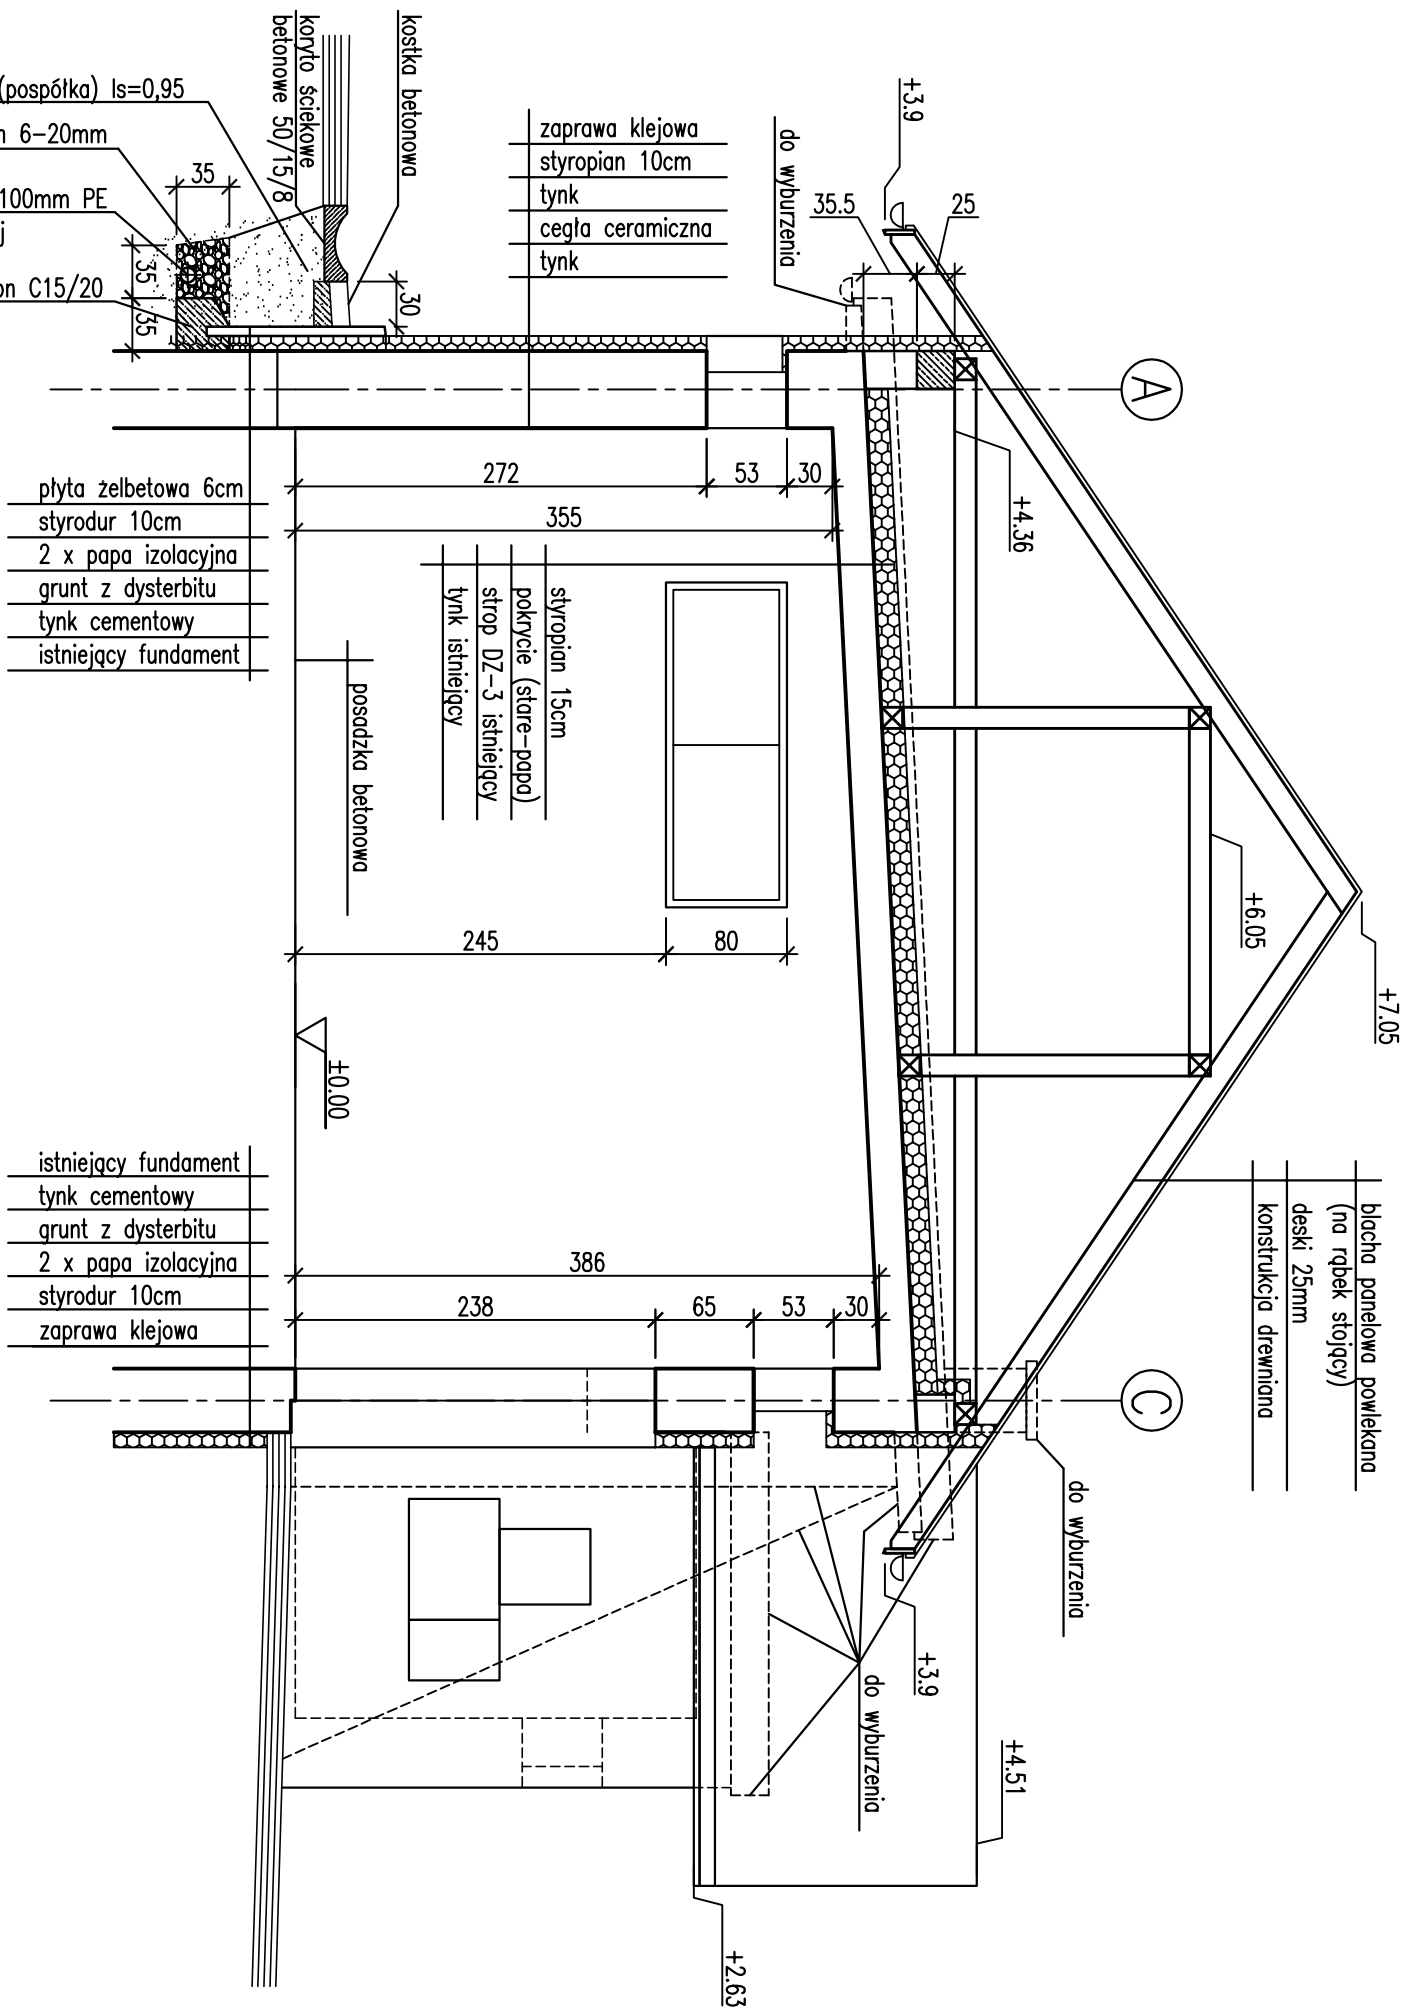 kostka betonowa
koryto ściekowe
betonowe 50/15/8
(pospółka) Is=0,95
6-20mm
100mm PE
C15/20
35
35
35
30
zaprawa klejowa
styropian 10cm
tynk
cegła ceramiczna
tynk
do wyburzenia
+3.9
35.5
25
A
płyta żelbetowa 6cm
styrodur 10cm
2 x papa izolacyjna
grunt z dysterbitu
tynk cementowy
istniejący fundament
272
53
30
355
+4.36
styropian 15cm
pokrycie (stare-papa)
strop DZ-3 istniejący
tynk istniejący
posadzka betonowa
245
80
+6.05
+7.05
±0.00
istniejący fundament
tynk cementowy
grunt z dysterbitu
2 x papa izolacyjna
styrodur 10cm
zaprawa klejowa
386
238
65
53
30
blacha panelowa powlekana
(na rąbek stojący)
deski 25mm
konstrukcja drewniana
C
do wyburzenia
+3.9
do wyburzenia
+4.51
+2.63